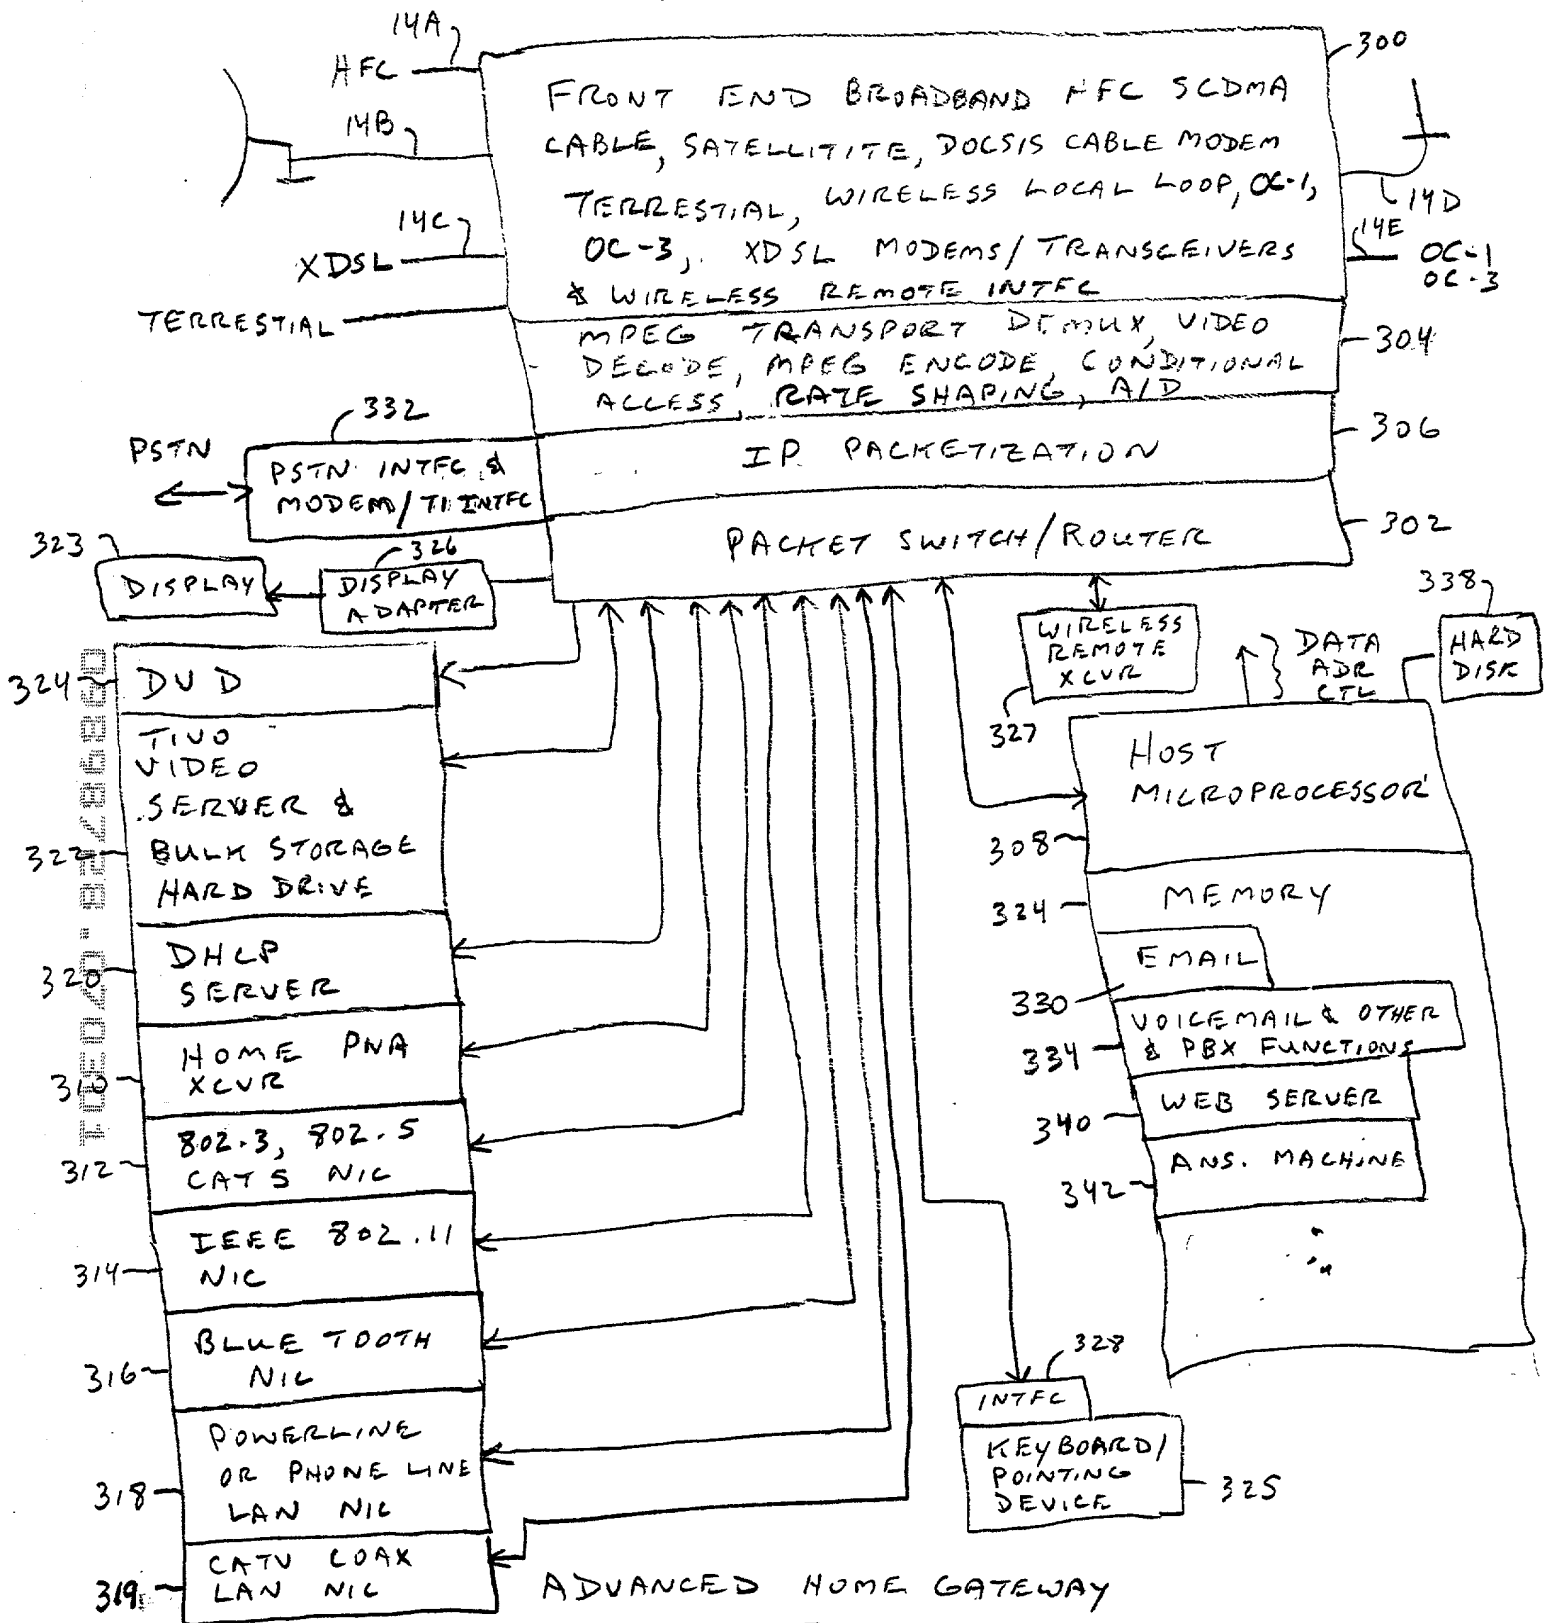 14A
HFC
300
FRONT END BROADBAND HFC SCDMA
CABLE, SATELLITITE, DOCSIS CABLE MODEM
TERRESTIAL, WIRELESS LOCAL LOOP, OC-1,
OC-3, XDSL MODEMS/TRANSCEIVERS
& WIRELESS REMOTE INTFC
14B
14C
XDSL
TERRESTIAL
14D
14E
OC-1
OC-3
MPEG TRANSPORT DEMUX, VIDEO
DECODE, MPEG ENCODE, CONDITIONAL
ACCESS, RATE SHAPING, A/D
304
332
PSTN
PSTN INTFC &
MODEM/T1 INTFC
IP PACKETIZATION
306
PACKET SWITCH/ROUTER
302
323
DISPLAY
326
DISPLAY
ADAPTER
WIRELESS
REMOTE
XCVR
327
DATA
ADR
CTL
338
HARD
DISK
324
DVD
322
TIVO
VIDEO
SERVER &
BULK STORAGE
HARD DRIVE
320
DHCP
SERVER
310
HOME PNA
XCVR
312
802.3, 802.5
CAT 5 NIC
314
IEEE 802.11
NIC
316
BLUE TOOTH
NIC
318
POWERLINE
OR PHONE LINE
LAN NIC
319
CATV COAX
LAN NIC
HOST
MICROPROCESSOR
308
324
MEMORY
EMAIL
330
VOICEMAIL & OTHER
& PBX FUNCTIONS
334
WEB SERVER
340
ANS. MACHINE
342
328
INTFC
KEYBOARD/
POINTING
DEVICE
325
ADVANCED HOME GATEWAY